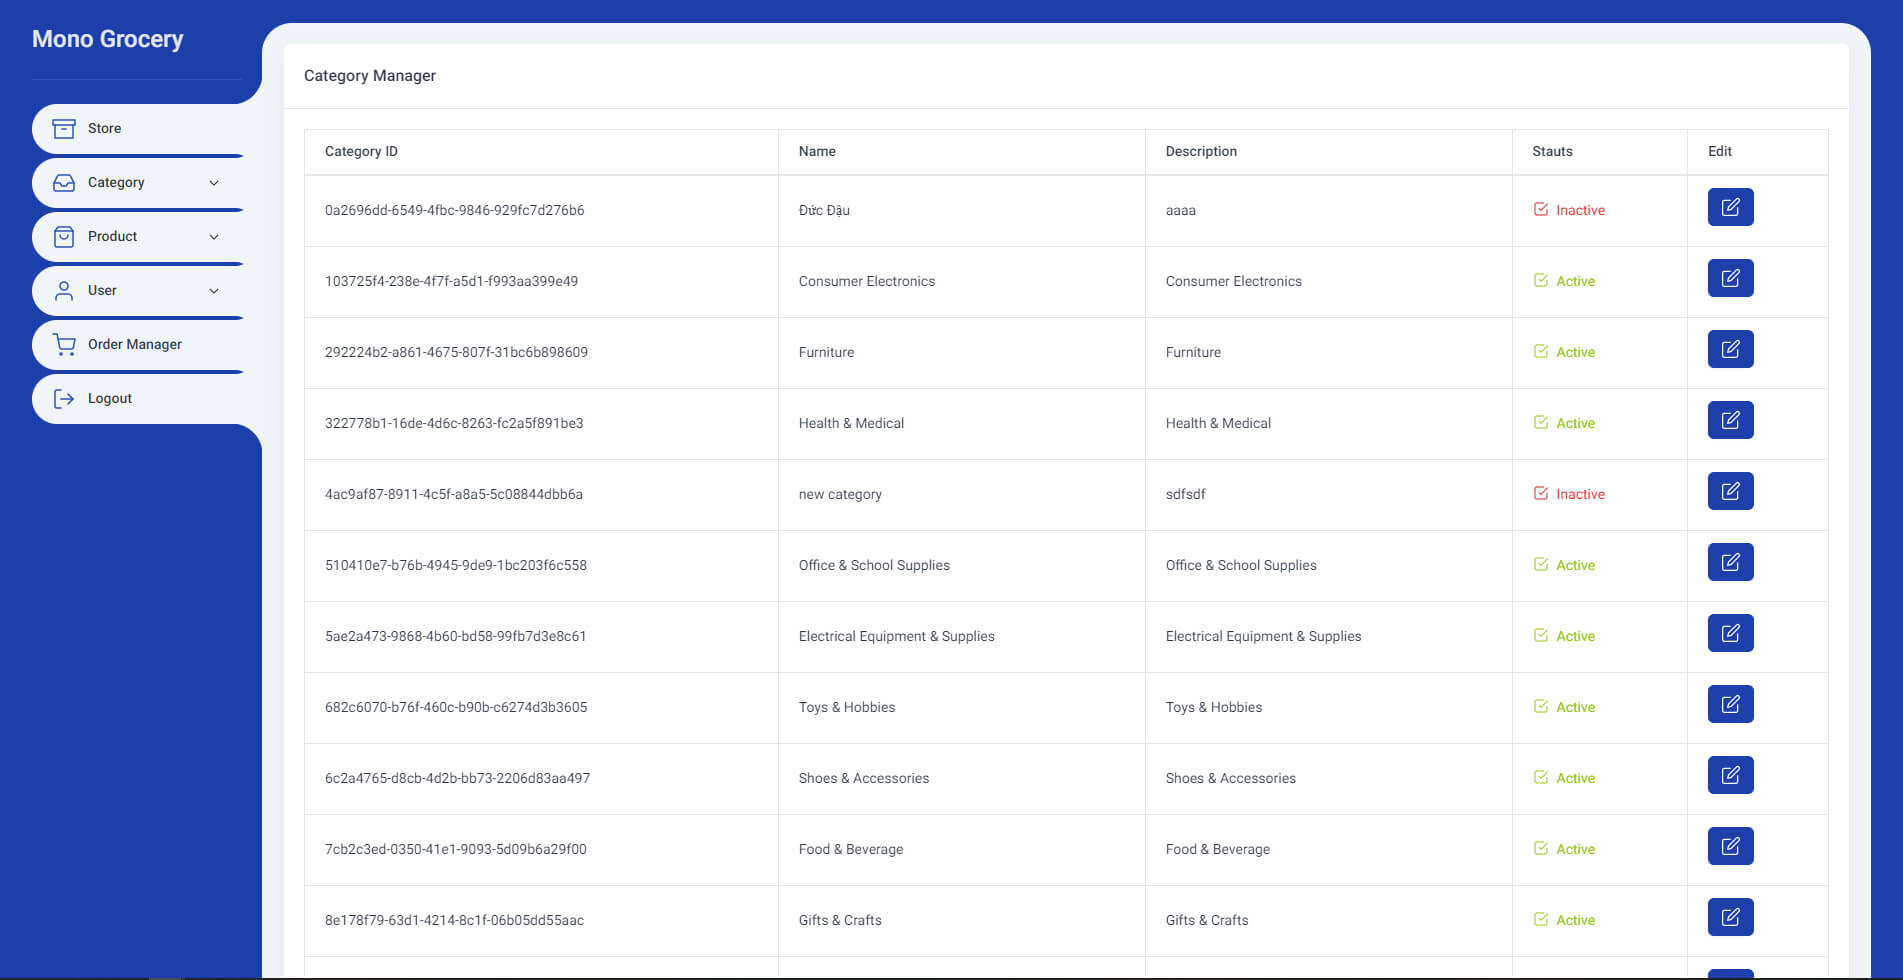 Mono Grocery
Store
Category
Product
User
Order Manager
Logout
Category Manager
Category ID Name Description Stauts Edit
0a2696dd-6549-4fbc-9846-929fc7d276b6 Đức Đậu aaaa Inactive
103725f4-238e-4f7f-a5d1-f993aa399e49 Consumer Electronics Consumer Electronics Active
292224b2-a861-4675-807f-31bc6b898609 Furniture Furniture Active
322778b1-16de-4d6c-8263-fc2a5f891be3 Health & Medical Health & Medical Active
4ac9af87-8911-4c5f-a8a5-5c08844dbb6a new category sdfsdf Inactive
510410e7-b76b-4945-9de9-1bc203f6c558 Office & School Supplies Office & School Supplies Active
5ae2a473-9868-4b60-bd58-99fb7d3e8c61 Electrical Equipment & Supplies Electrical Equipment & Supplies Active
682c6070-b76f-460c-b90b-c6274d3b3605 Toys & Hobbies Toys & Hobbies Active
6c2a4765-d8cb-4d2b-bb73-2206d83aa497 Shoes & Accessories Shoes & Accessories Active
7cb2c3ed-0350-41e1-9093-5d09b6a29f00 Food & Beverage Food & Beverage Active
8e178f79-63d1-4214-8c1f-06b05dd55aac Gifts & Crafts Gifts & Crafts Active